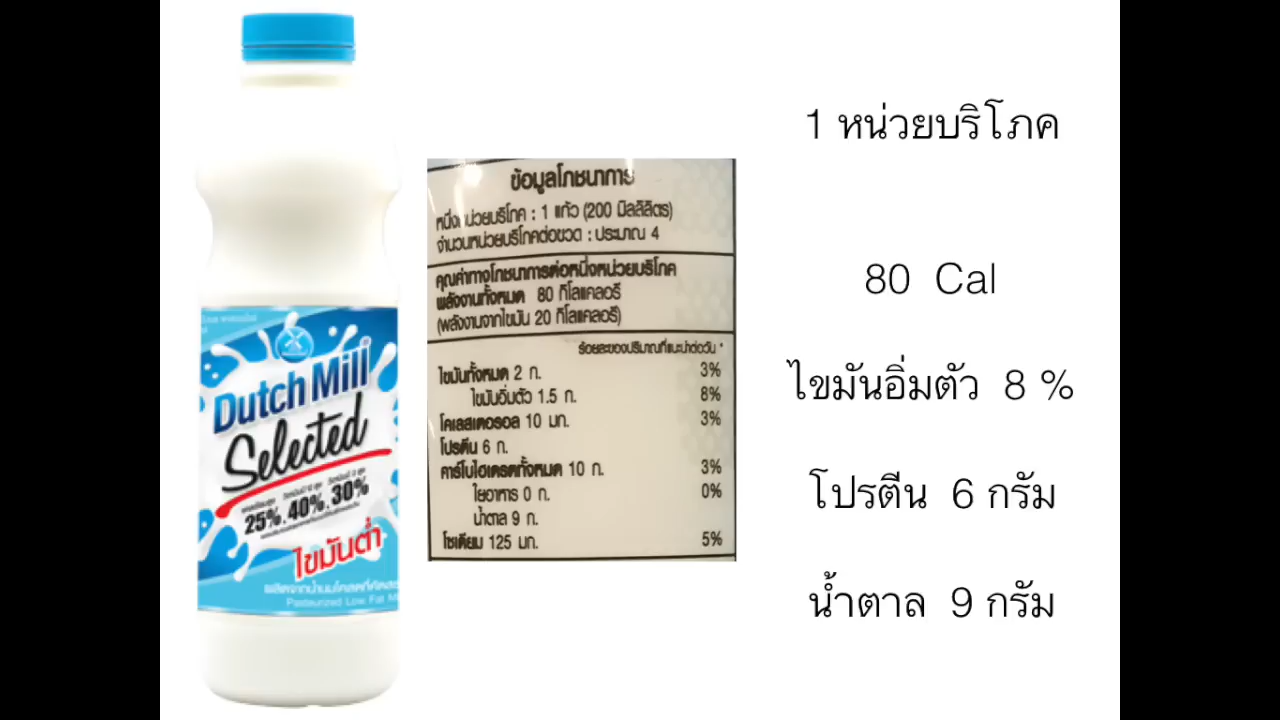 Dutch Mill
Selected
25%.40%.30%
ไขมันต่ำ
Pasteurized Low Fat M
ข้อมูลโภชนาการ
หนึ่งหน่วยบริโภค : 1 แก้ว (200 มิลลิลิตร)
จำนวนหน่วยบริโภคต่อขวด : ประมาณ 4
คุณค่าทางโภชนาการต่อหนึ่งหน่วยบริโภค
พลังงานทั้งหมด 80 กิโลแคลอรี
(พลังงานจากไขมัน 20 กิโลแคลอรี)
ร้อยละของปริมาณที่แนะนำต่อวัน *
ไขมันทั้งหมด 2 ก. 3%
ไขมันอิ่มตัว 1.5 ก. 8%
โคเลสเตอรอล 10 มก. 3%
โปรตีน 6 ก.
คาร์โบไฮเดรตทั้งหมด 10 ก. 3%
ใยอาหาร 0 ก. 0%
น้ำตาล 9 ก.
โซเดียม 125 มก. 5%
1 หน่วยบริโภค
80 Cal
ไขมันอิ่มตัว 8 %
โปรตีน 6 กรัม
น้ำตาล 9 กรัม